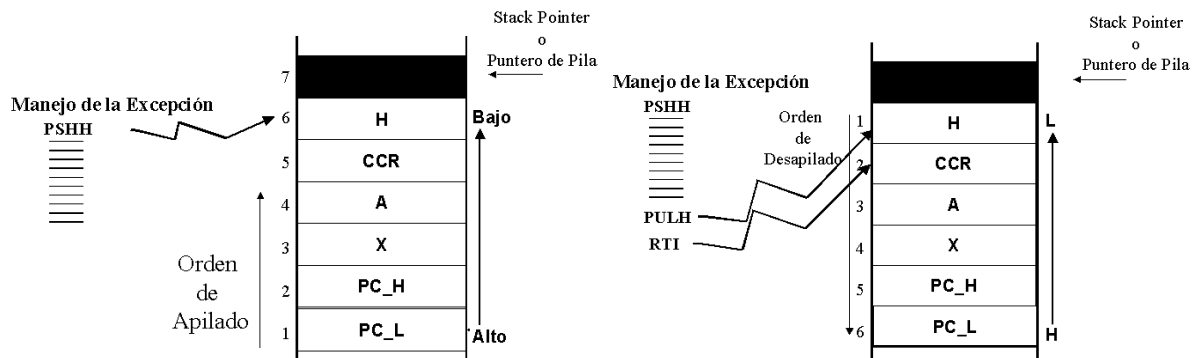 Stack Pointer
o
Puntero de Pila
7
Manejo de la Excepción
PSHH
6
H
Bajo
5
CCR
4
A
3
X
2
PC_H
1
PC_L
Alto
Orden
de
Apilado
Stack Pointer
o
Puntero de Pila
Manejo de la Excepción
PSHH
PULH
RTI
Orden
de
Desapilado
1
H
L
2
CCR
3
A
4
X
5
PC_H
6
PC_L
H